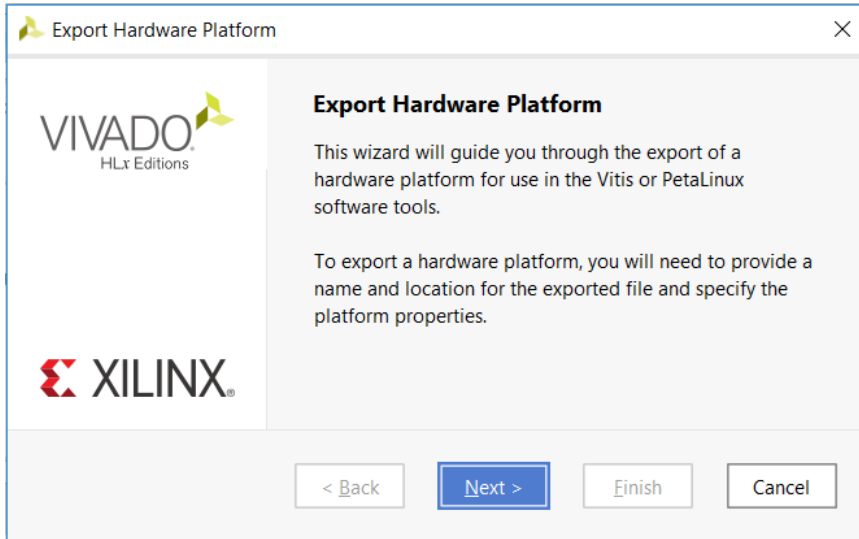 Export Hardware Platform
VIVADO.
HLx Editions
Export Hardware Platform
This wizard will guide you through the export of a
hardware platform for use in the Vitis or PetaLinux
software tools.
To export a hardware platform, you will need to provide a
name and location for the exported file and specify the
platform properties.
XILINX®
< Back
Next >
Finish
Cancel